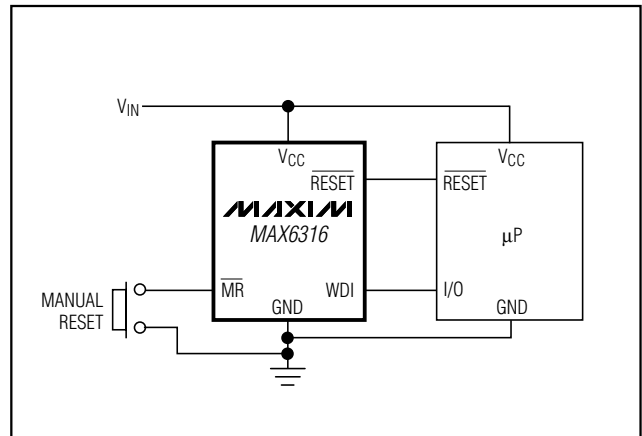 VIN
VCC
RESET
MAXIM
MAX6316
MR
WDI
GND
VCC
RESET
μP
I/O
GND
MANUAL
RESET